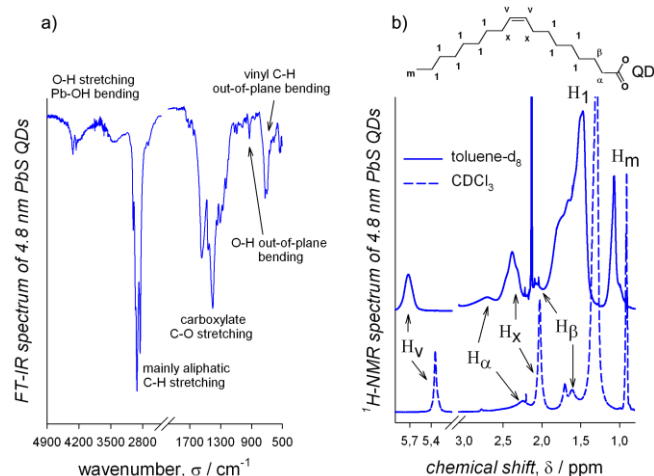 a)
O-H stretching
Pb-OH bending
vinyl C-H
out-of-plane bending
O-H out-of-plane
bending
carboxylate
C-O stretching
mainly aliphatic
C-H stretching
FT-IR spectrum of 4.8 nm PbS QDs
4900 4200 3500 2800 1700 1300 900 500
wavenumber, σ / cm⁻¹
b)
v v
1 1 1 x x 1 1 β
m 1 1 1 1 1 α
O
O
QD
H₁
toluene-d₈
CDCl₃
Hₘ
Hᵥ
Hα
Hₓ
Hᵦ
¹H-NMR spectrum of 4.8 nm PbS QDs
5,7 5,4 3,0 2,5 2,0 1,5 1,0
chemical shift, δ / ppm